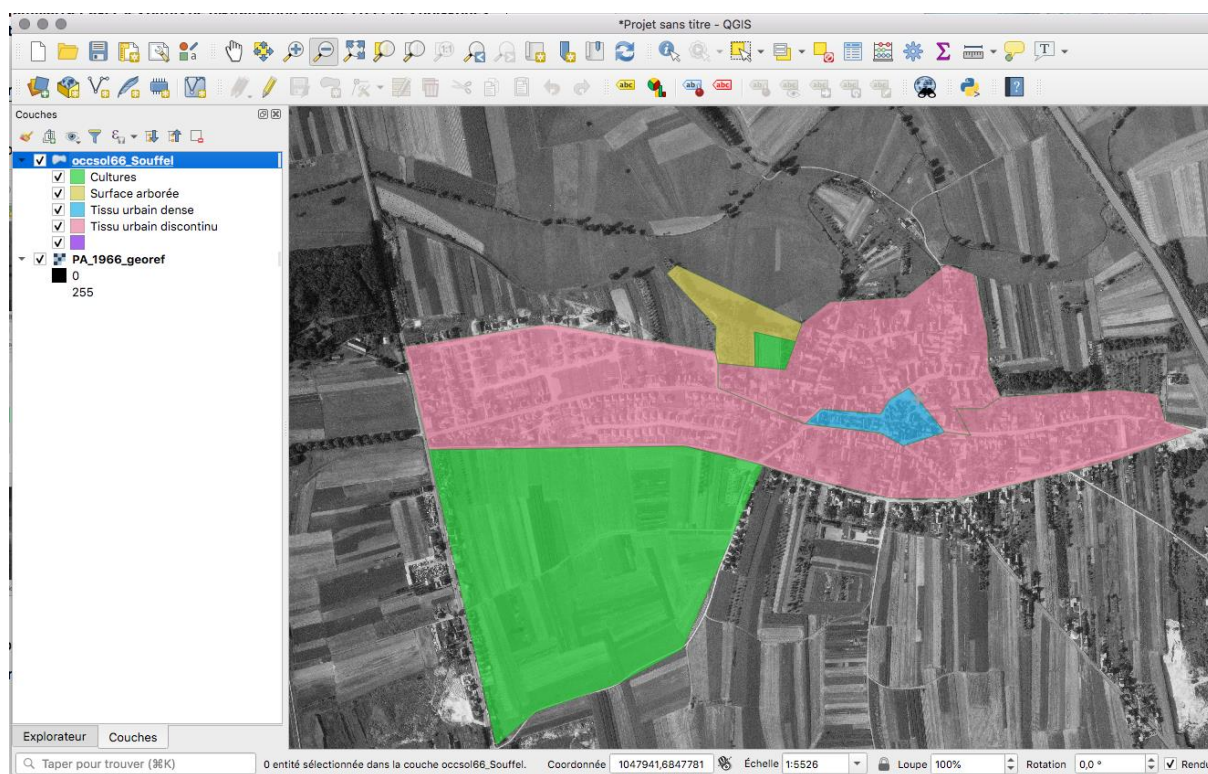 *Projet sans titre - QGIS
Couches
occsol66_Souffel
Cultures
Surface arborée
Tissu urbain dense
Tissu urbain discontinu
PA_1966_georef
0
255
Explorateur
Couches
Taper pour trouver (⌘K)
0 entité sélectionnée dans la couche occsol66_Souffel.
Coordonnée 1047941,6847781
Échelle 1:5526
Loupe 100%
Rotation 0,0 °
Rendu